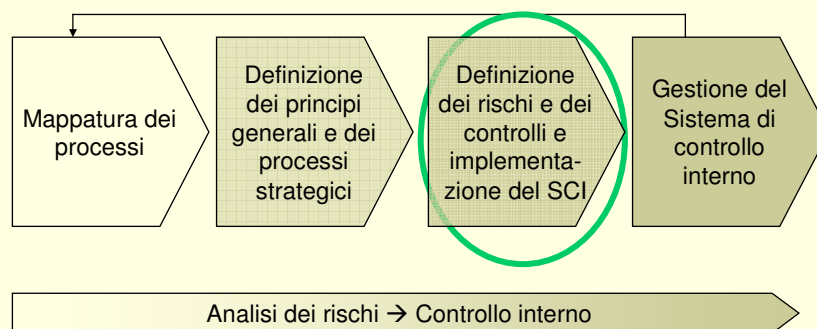 Mappatura dei
processi
Definizione
dei principi
generali e dei
processi
strategici
Definizione
dei rischi e dei
controlli e
implementa-
zione del SCI
Gestione del
Sistema di
controllo
interno
Analisi dei rischi → Controllo interno